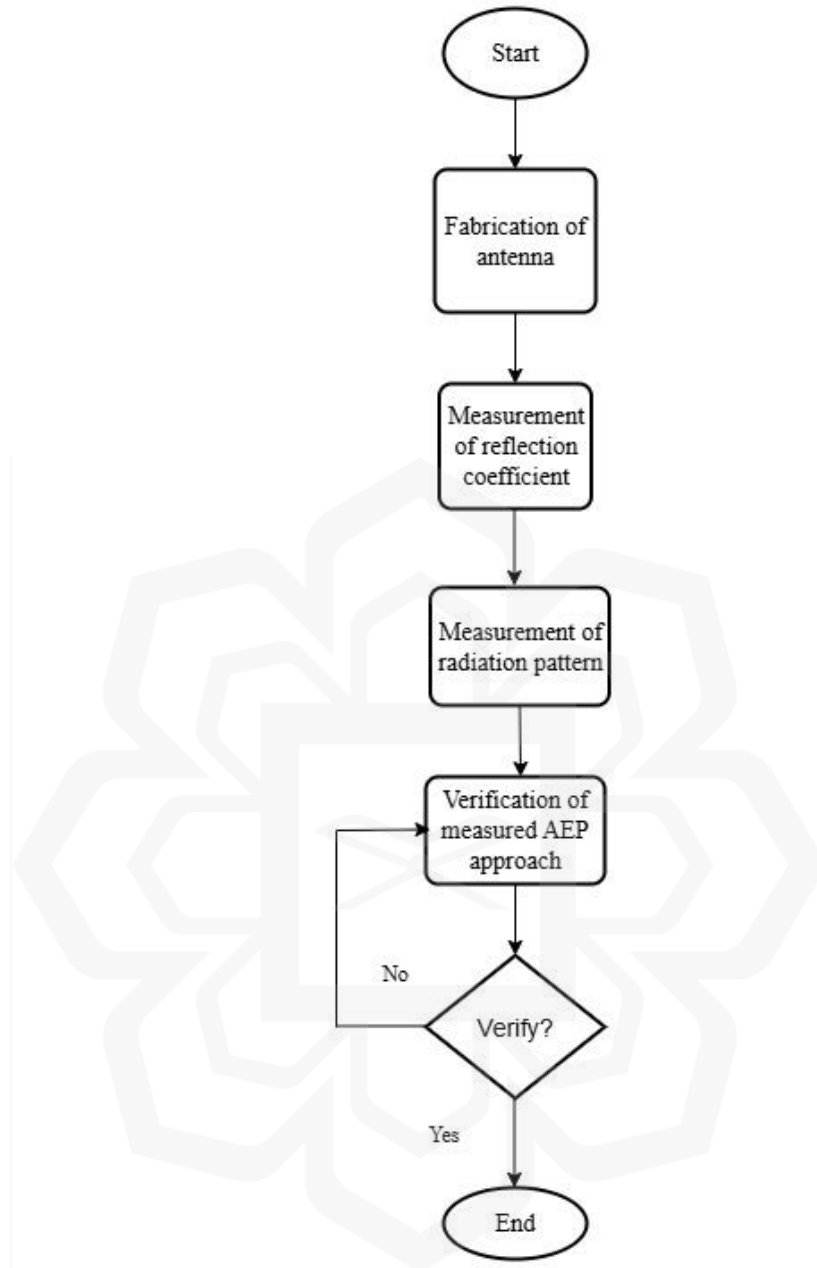 Start
Fabrication of
antenna
Measurement
of reflection
coefficient
Measurement of
radiation pattern
Verification of
measured AEP
approach
No
Verify?
Yes
End